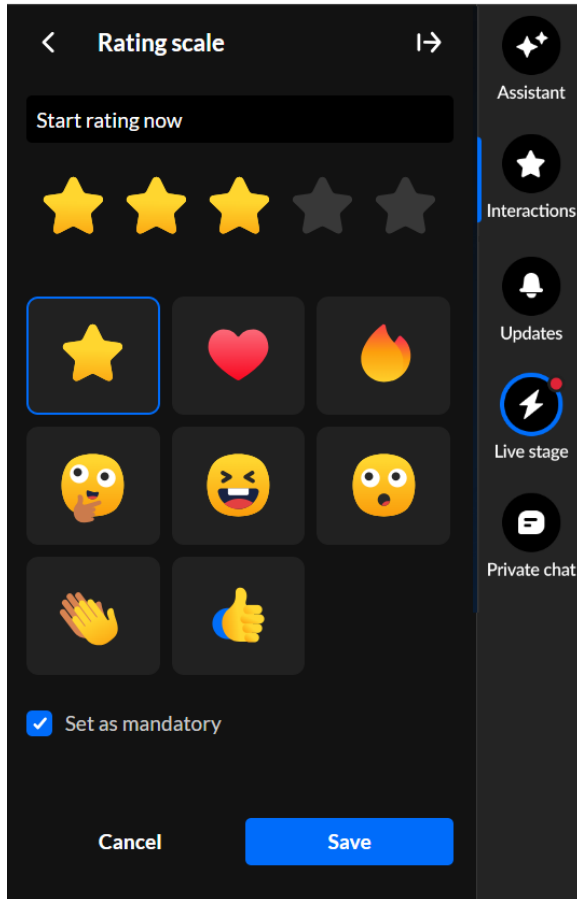 Rating scale
Start rating now
Set as mandatory
Cancel
Save
Assistant
Interactions
Updates
Live stage
Private chat